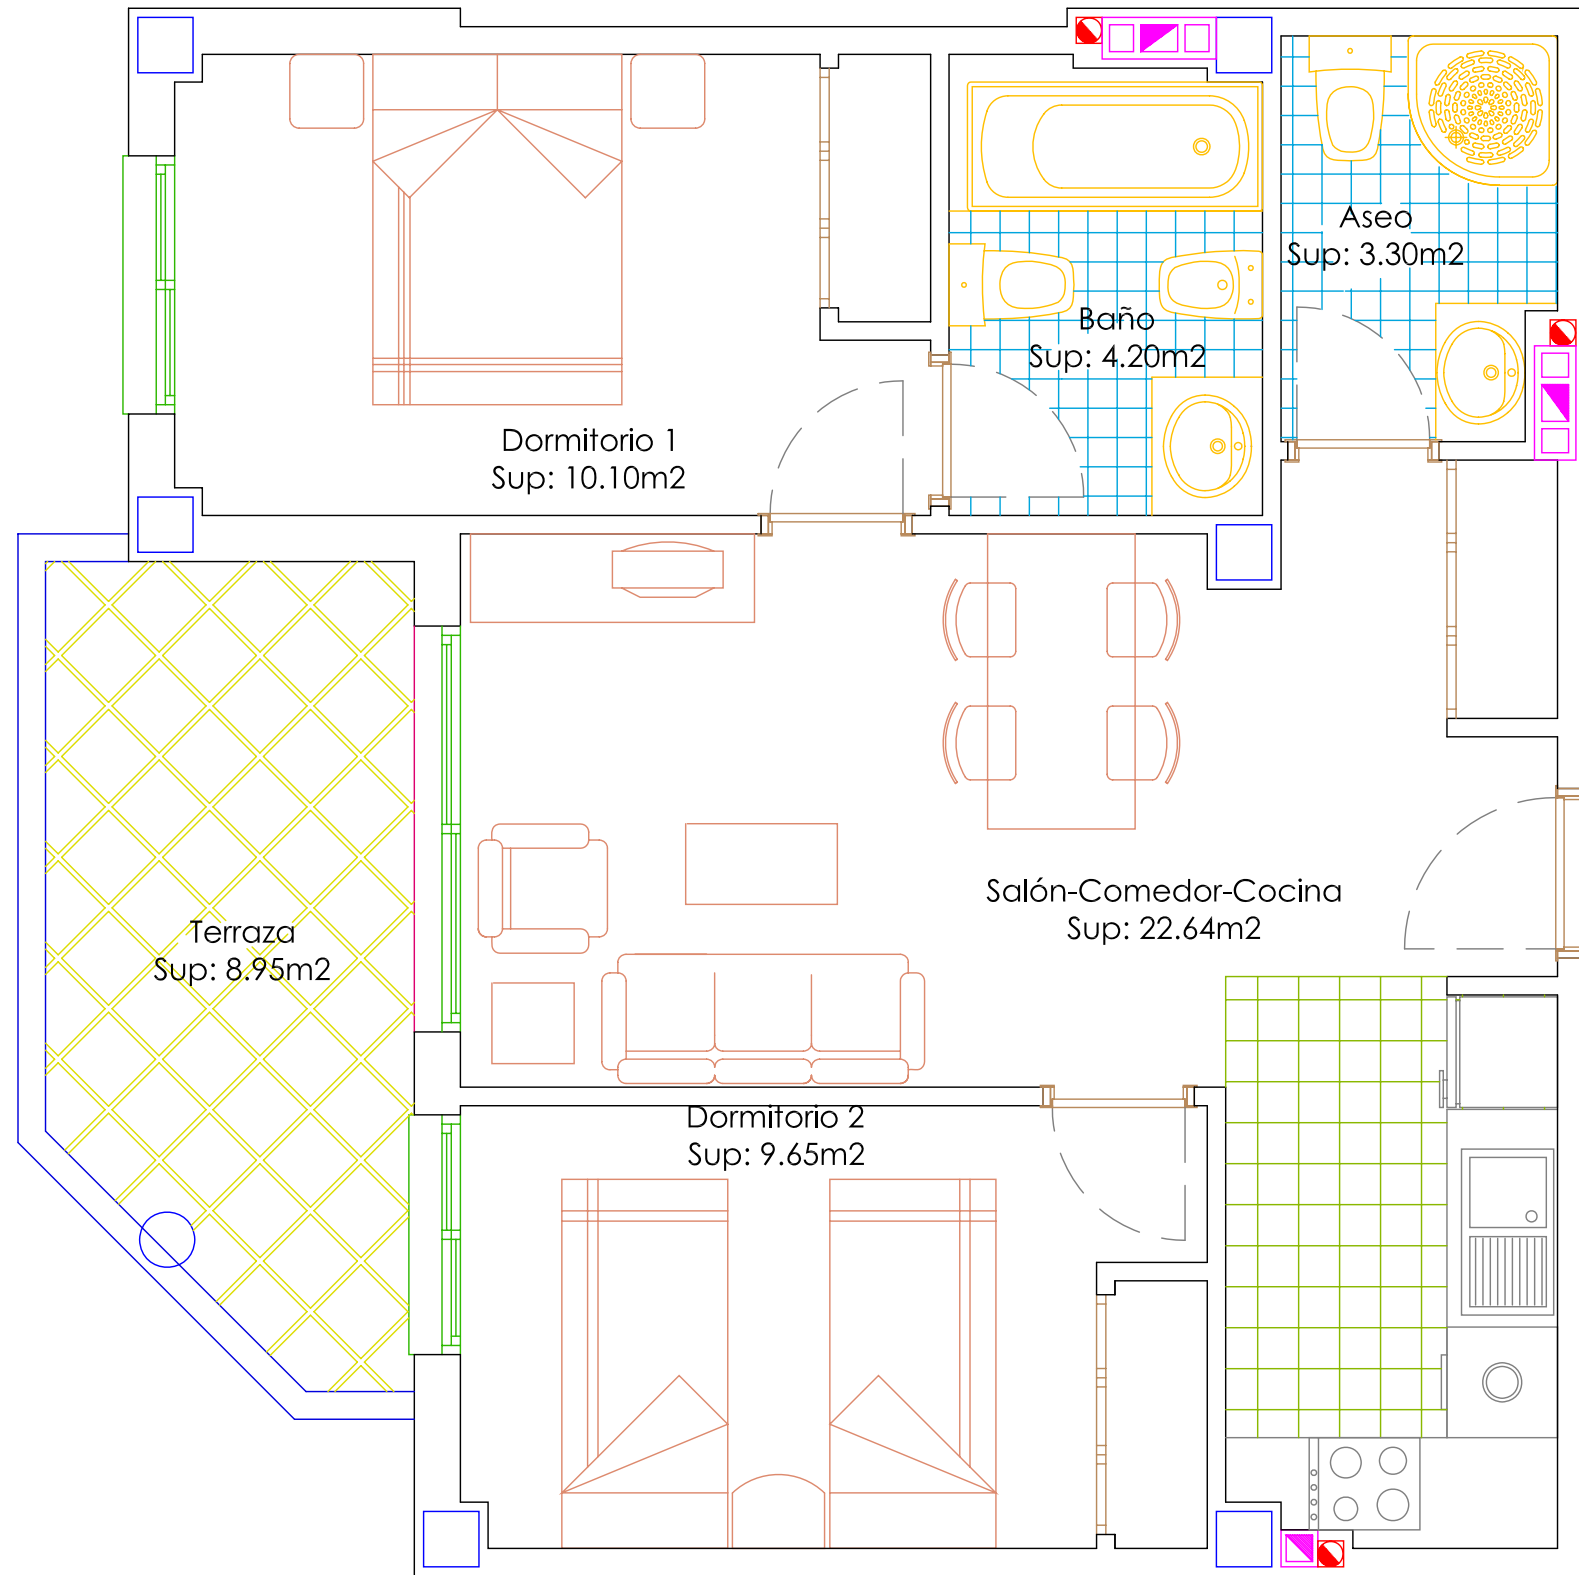 Aseo
Sup: 3.30m2
Baño
Sup: 4.20m2
Dormitorio 1
Sup: 10.10m2
Salón-Comedor-Cocina
Sup: 22.64m2
Terraza
Sup: 8.95m2
Dormitorio 2
Sup: 9.65m2